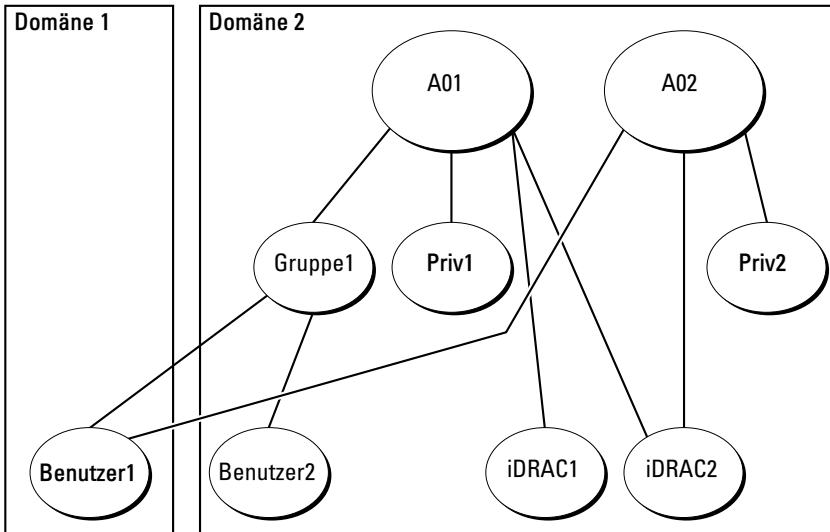 Domäne 1
Domäne 2
A01
A02
Gruppe1
Priv1
Priv2
Benutzer1
Benutzer2
iDRAC1
iDRAC2